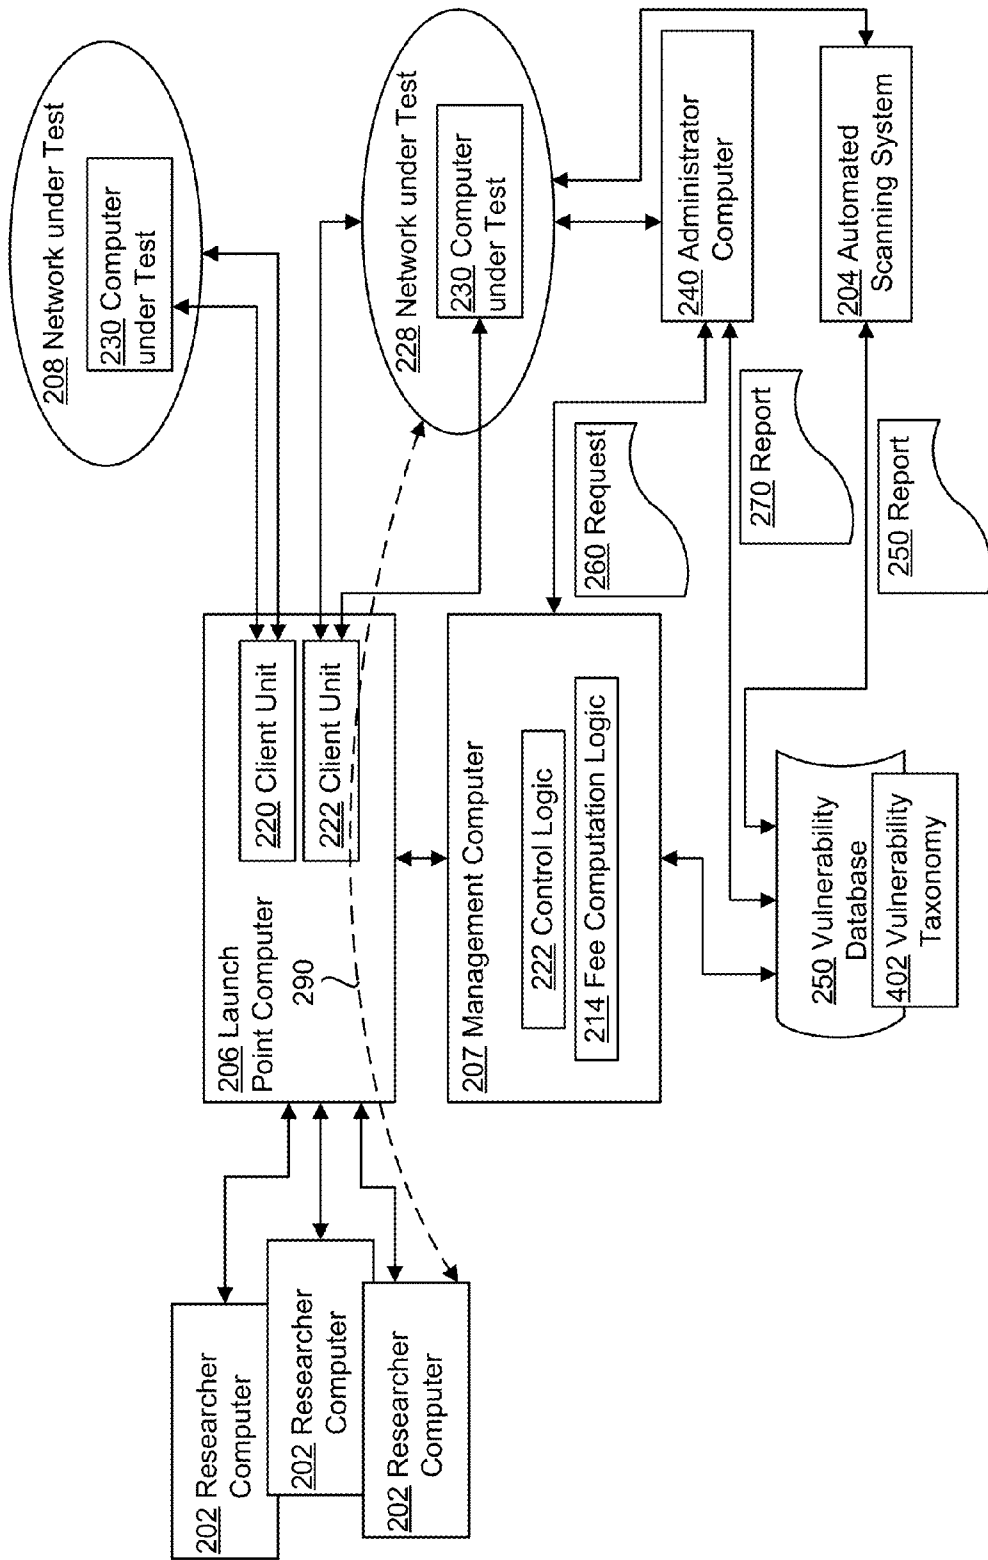 202 Researcher
Computer
202 Researcher
Computer
202 Researcher
Computer
206 Launch
Point Computer
290
220 Client Unit
222 Client Unit
208 Network under Test
230 Computer
under Test
228 Network under Test
230 Computer
under Test
207 Management Computer
222 Control Logic
214 Fee Computation Logic
260 Request
240 Administrator
Computer
270 Report
204 Automated
Scanning System
250 Report
250 Vulnerability
Database
402 Vulnerability
Taxonomy